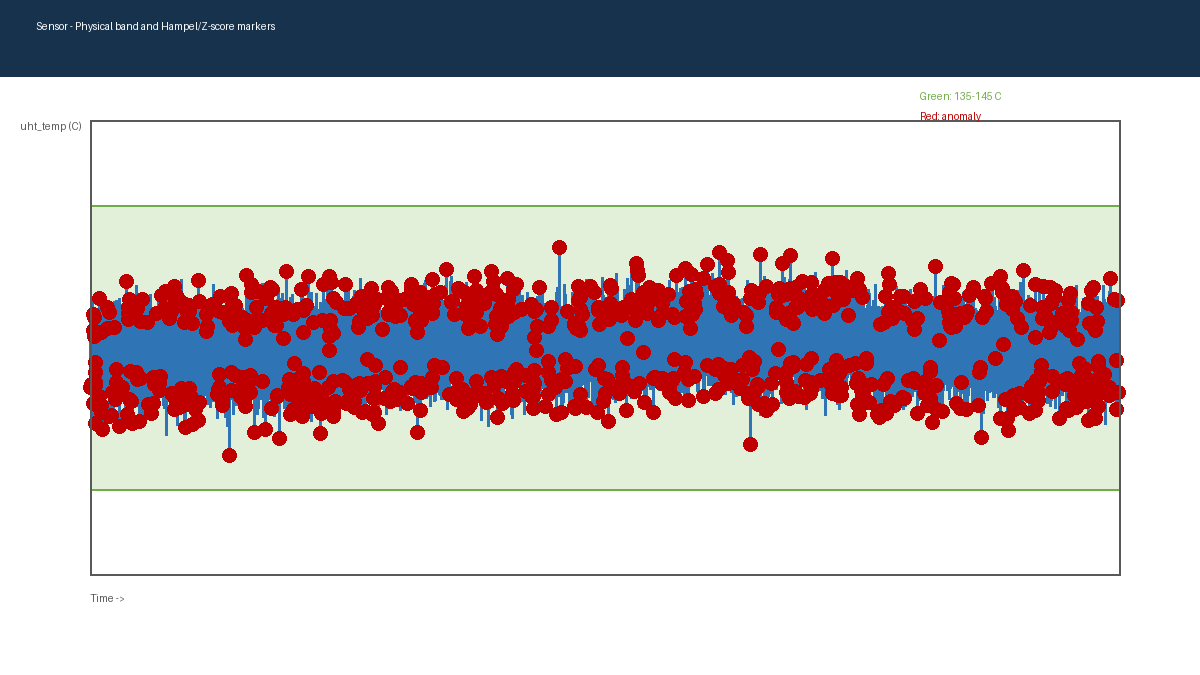 Sensor - Physical band and Hampel/Z-score markers
Green: 135-145 C
Red: anomaly
uht_temp (C)
Time ->